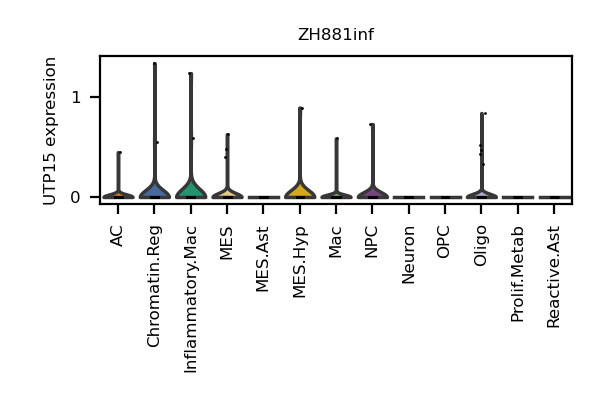 ZH881inf
UTP15 expression
1
0
AC
Chromatin.Reg
Inflammatory.Mac
MES
MES.Ast
MES.Hyp
Mac
NPC
Neuron
OPC
Oligo
Prolif.Metab
Reactive.Ast